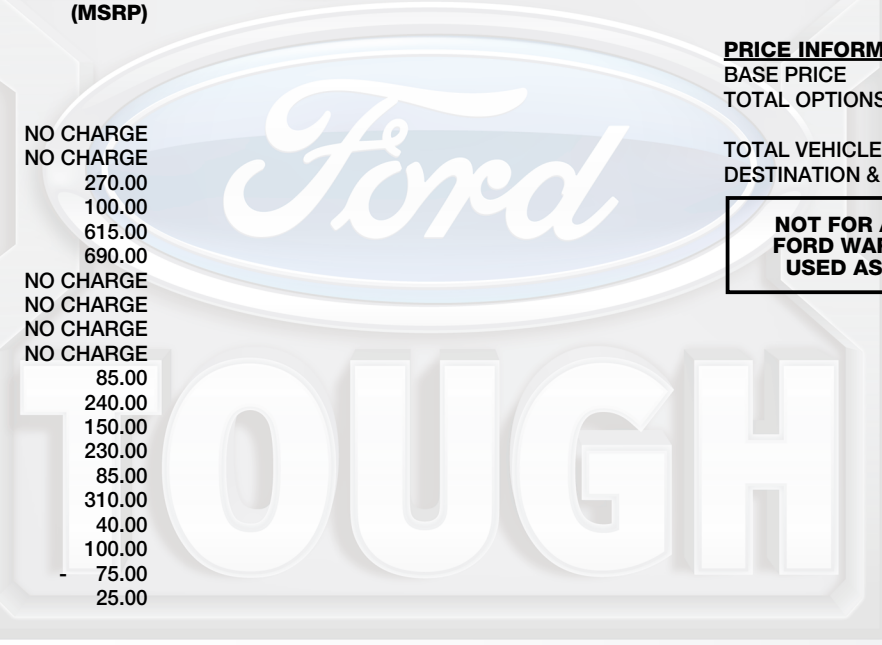 (MSRP)
NO CHARGE
NO CHARGE
270.00
100.00
615.00
690.00
NO CHARGE
NO CHARGE
NO CHARGE
NO CHARGE
85.00
240.00
150.00
230.00
85.00
310.00
40.00
100.00
- 75.00
25.00
PRICE INFORM
BASE PRICE
TOTAL OPTIONS
TOTAL VEHICLE
DESTINATION &
NOT FOR A
FORD WAR
USED AS
Ford
TOUGH